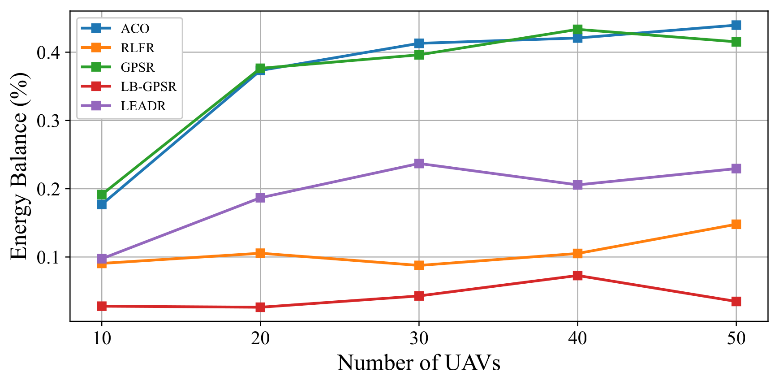 ACO
RLFR
GPSR
LB-GPSR
LEADR
Energy Balance (%)
0.4
0.3
0.2
0.1
10 20 30 40 50
Number of UAVs